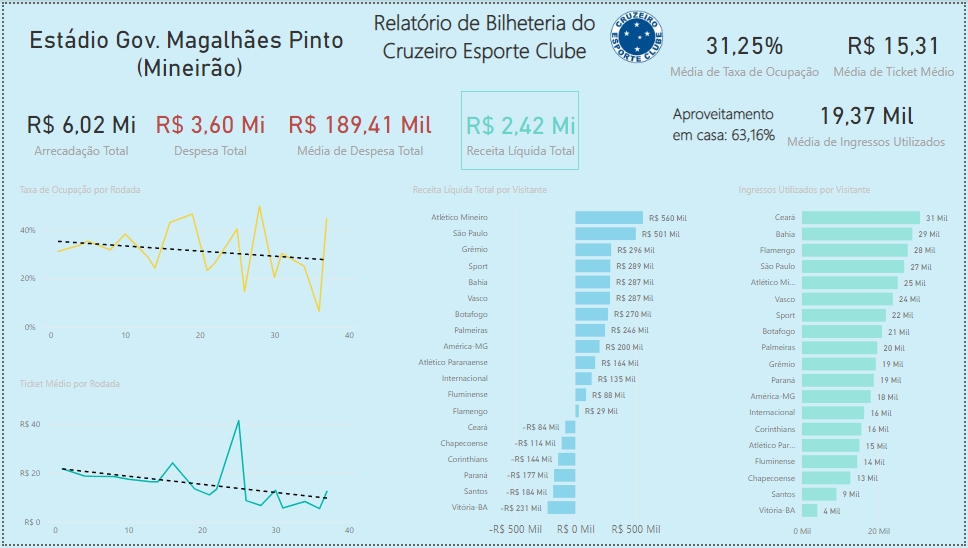 Estádio Gov. Magalhães Pinto
(Mineirão)
Relatório de Bilheteria do
Cruzeiro Esporte Clube
CRUZEIRO
ESPORTE CLUBE
31,25%
Média de Taxa de Ocupação
R$ 15,31
Média de Ticket Médio
R$ 6,02 Mi
Arrecadação Total
R$ 3,60 Mi
Despesa Total
R$ 189,41 Mil
Média de Despesa Total
R$ 2,42 Mi
Receita Líquida Total
Aproveitamento
em casa: 63,16%
19,37 Mil
Média de Ingressos Utilizados
Taxa de Ocupação por Rodada
40%
20%
0%
0 10 20 30 40
Ticket Médio por Rodada
R$ 40
R$ 20
R$ 0
0 10 20 30 40
Receita Líquida Total por Visitante
Atlético Mineiro R$ 560 Mil
São Paulo R$ 501 Mil
Grêmio R$ 296 Mil
Sport R$ 289 Mil
Bahia R$ 287 Mil
Vasco R$ 287 Mil
Botafogo R$ 270 Mil
Palmeiras R$ 246 Mil
América-MG R$ 200 Mil
Atlético Paranaense R$ 164 Mil
Internacional R$ 135 Mil
Fluminense R$ 88 Mil
Flamengo R$ 29 Mil
Ceará -R$ 84 Mil
Chapecoense -R$ 114 Mil
Corinthians -R$ 144 Mil
Paraná -R$ 177 Mil
Santos -R$ 184 Mil
Vitória-BA -R$ 231 Mil
-R$ 500 Mil R$ 0 Mil R$ 500 Mil
Ingressos Utilizados por Visitante
Ceará 31 Mil
Bahia 29 Mil
Flamengo 28 Mil
São Paulo 27 Mil
Atlético Mi... 25 Mil
Vasco 24 Mil
Sport 22 Mil
Botafogo 21 Mil
Palmeiras 20 Mil
Grêmio 19 Mil
Paraná 19 Mil
América-MG 18 Mil
Internacional 16 Mil
Corinthians 16 Mil
Atlético Par... 15 Mil
Fluminense 14 Mil
Chapecoense 13 Mil
Santos 9 Mil
Vitória-BA 4 Mil
0 Mil 20 Mil